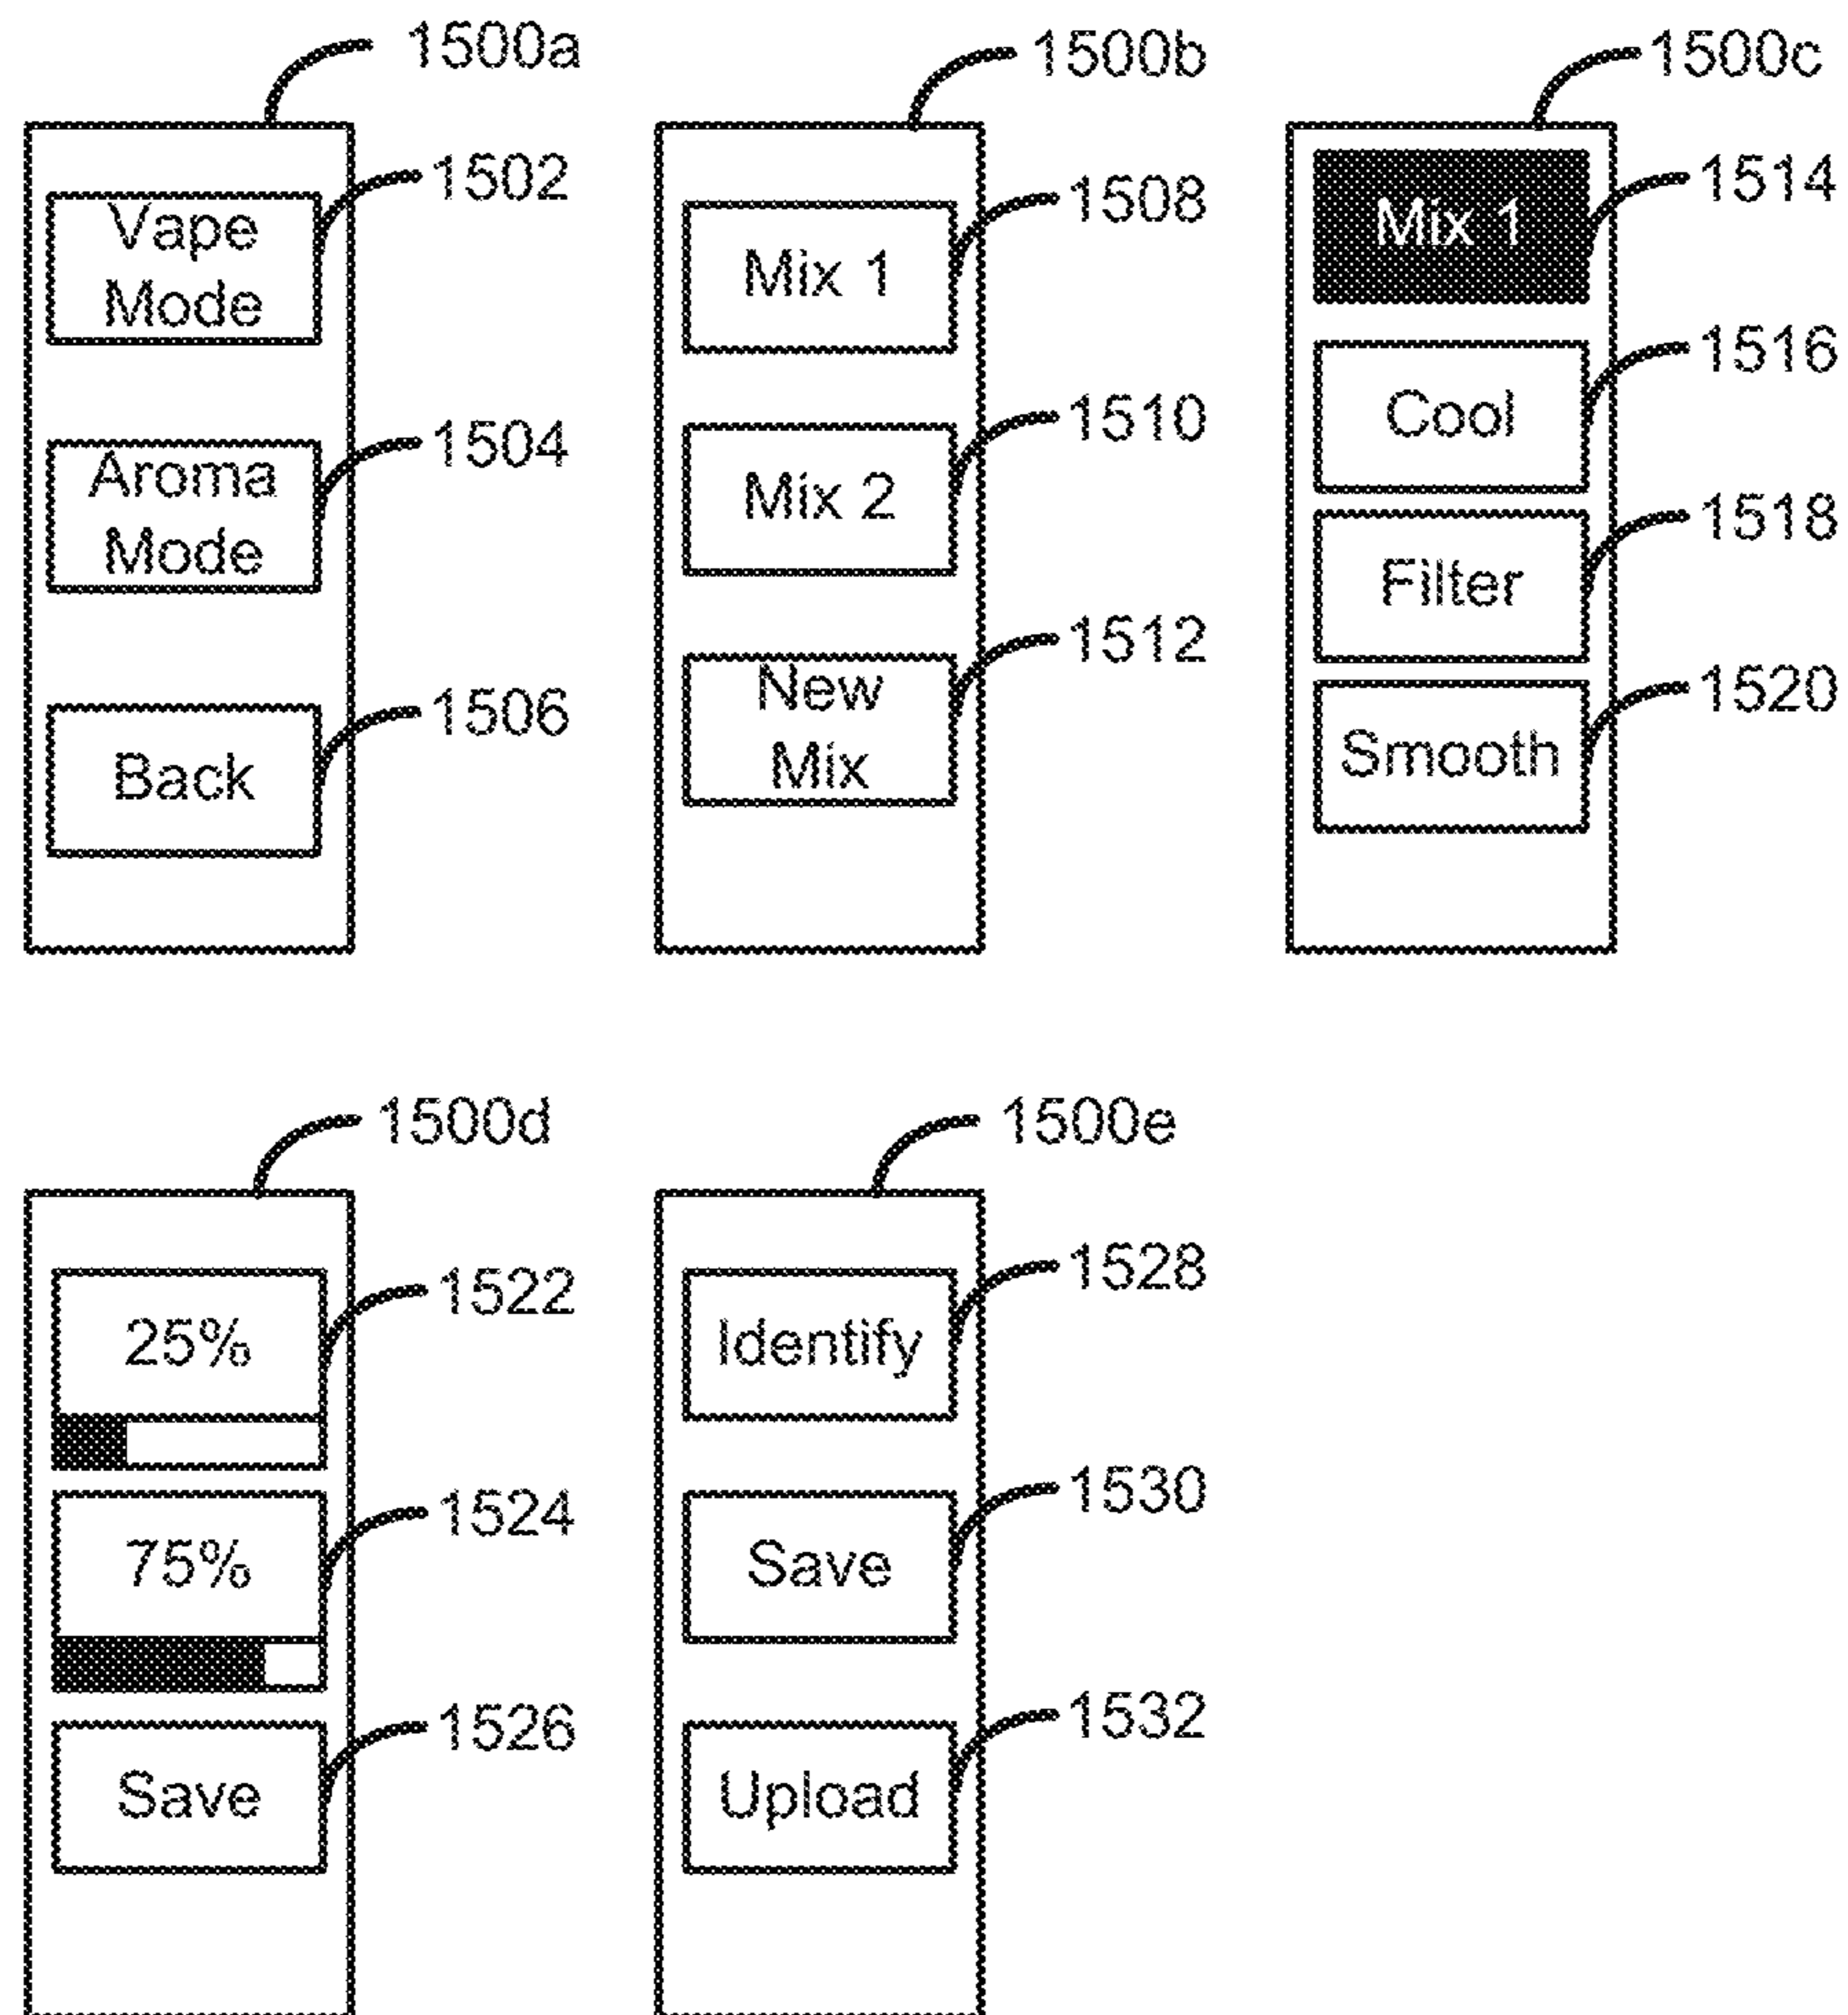 1500a
1500b
1500c
Vape
Mode
1502
Aroma
Mode
1504
Back
1506
Mix 1
1508
Mix 2
1510
New
Mix
1512
Mix 1
1514
Cool
1516
Filter
1518
Smooth
1520
1500d
1500e
25%
1522
75%
1524
Save
1526
Identify
1528
Save
1530
Upload
1532